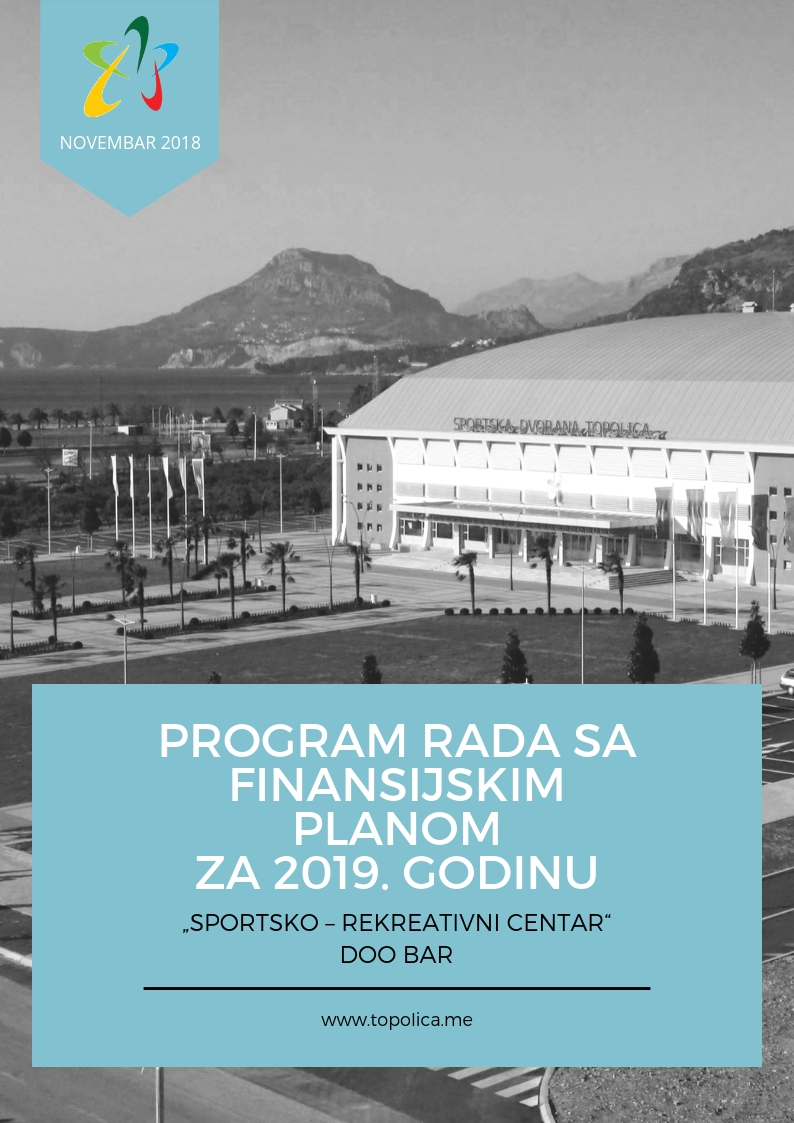 NOVEMBAR 2018
SPORTSKA DVORANA TOPOLICA
PROGRAM RADA SA
FINANSIJSKIM
PLANOM
ZA 2019. GODINU
„SPORTSKO – REKREATIVNI CENTAR“
DOO BAR
www.topolica.me